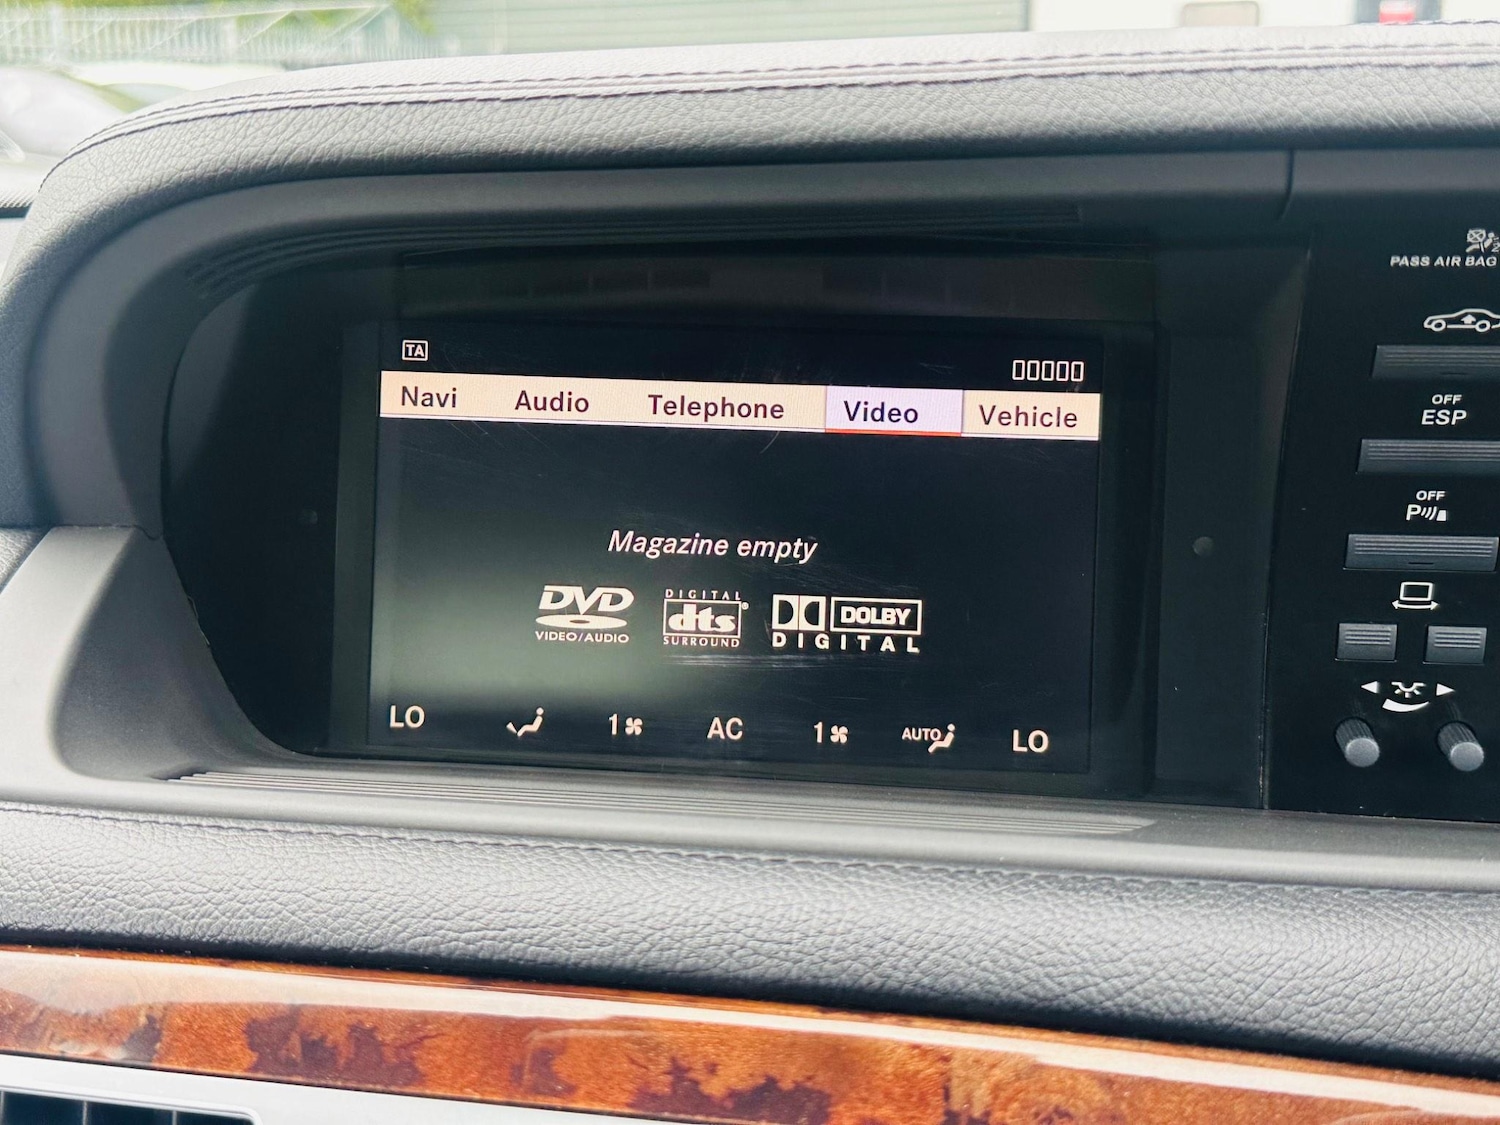 TA
Navi Audio Telephone Video Vehicle
Magazine empty
DVD
VIDEO/AUDIO
DIGITAL
dts
SURROUND
DOLBY
DIGITAL
LO 1 AC 1 AUTO LO
PASS AIR BAG
OFF
ESP
OFF
P